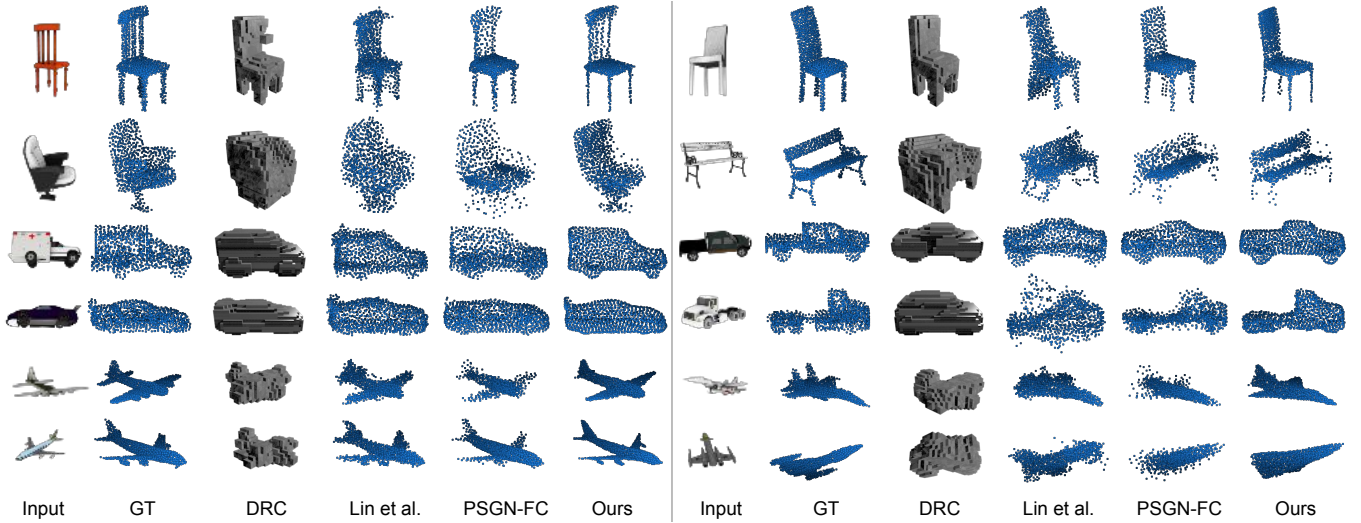 Input GT DRC Lin et al. PSGN-FC Ours Input GT DRC Lin et al. PSGN-FC Ours